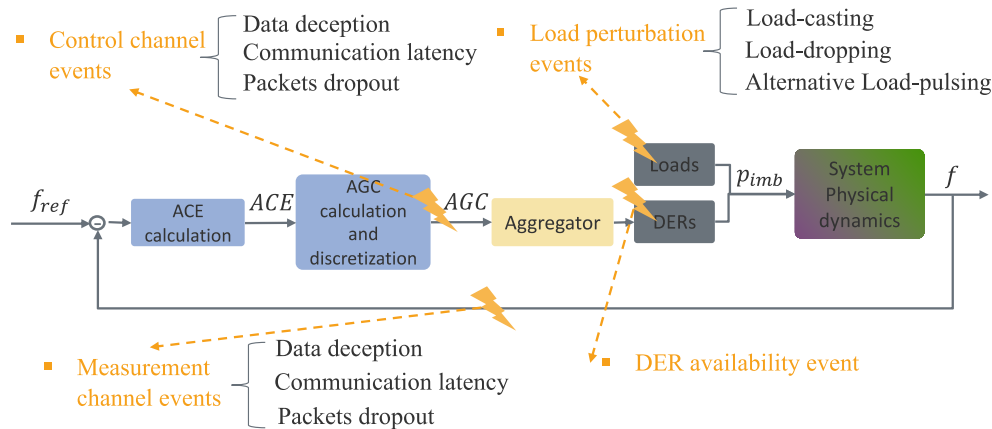 Data deception
Control channel
events
Communication latency
Packets dropout
Load perturbation
events
Load-casting
Load-dropping
Alternative Load-pulsing
f_ref
ACE
calculation
ACE
AGC
calculation
and
discretization
AGC
Aggregator
Loads
DERs
p_imb
System
Physical
dynamics
f
Measurement
channel events
Data deception
Communication latency
Packets dropout
DER availability event